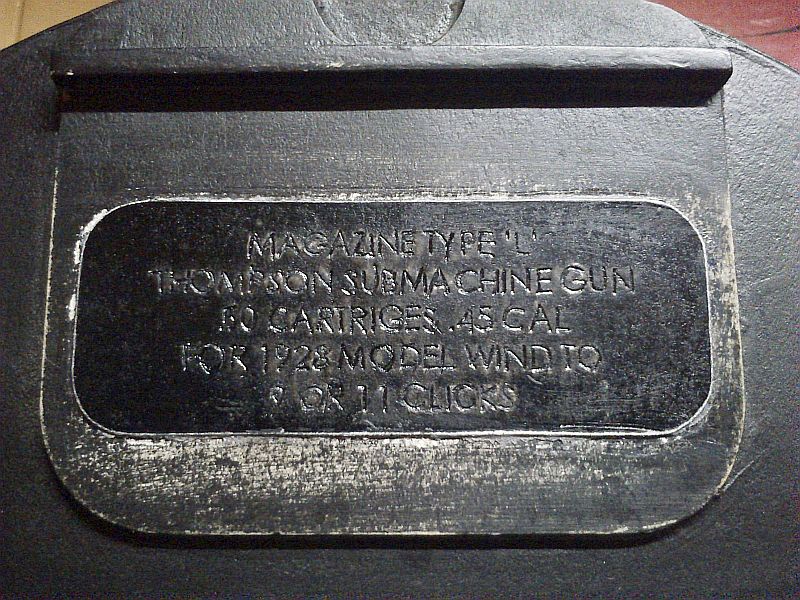 MAGAZINE TYPE 'L'
THOMPSON SUBMACHINE GUN
50 CARTRIGES, .45 CAL
FOR 1928 MODEL WIND TO
9 OR 11 CLICKS